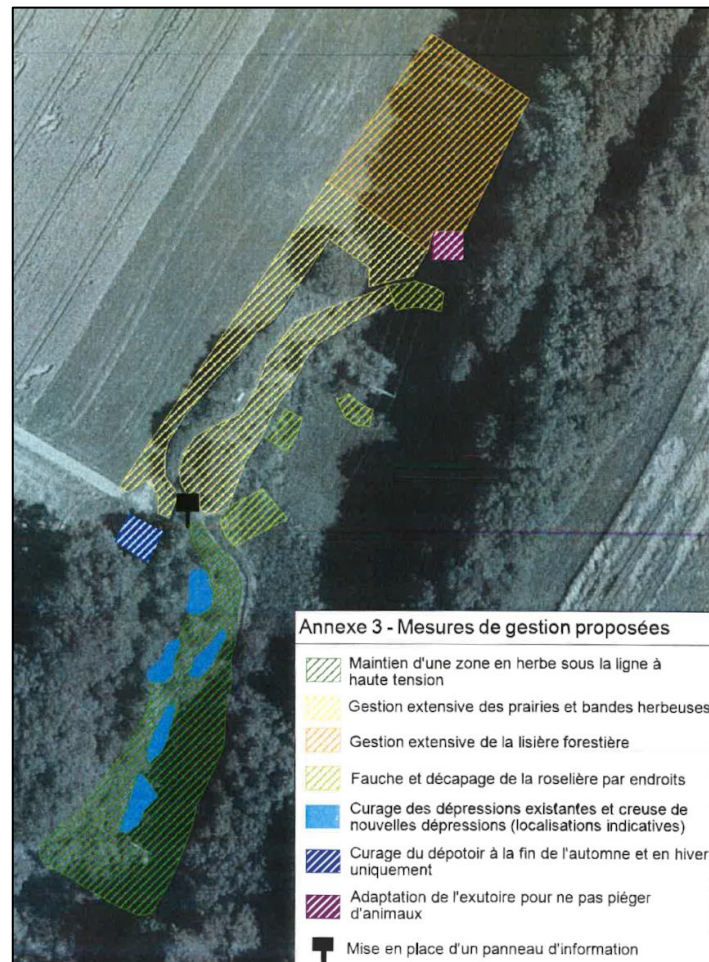 Annexe 3 - Mesures de gestion proposées
Maintien d'une zone en herbe sous la ligne à
haute tension
Gestion extensive des prairies et bandes herbeuses
Gestion extensive de la lisière forestière
Fauche et décapage de la roselière par endroits
Curage des dépressions existantes et creuse de
nouvelles dépressions (localisations indicatives)
Curage du dépotoir à la fin de l'automne et en hiver
uniquement
Adaptation de l'exutoire pour ne pas piéger
d'animaux
Mise en place d'un panneau d'information